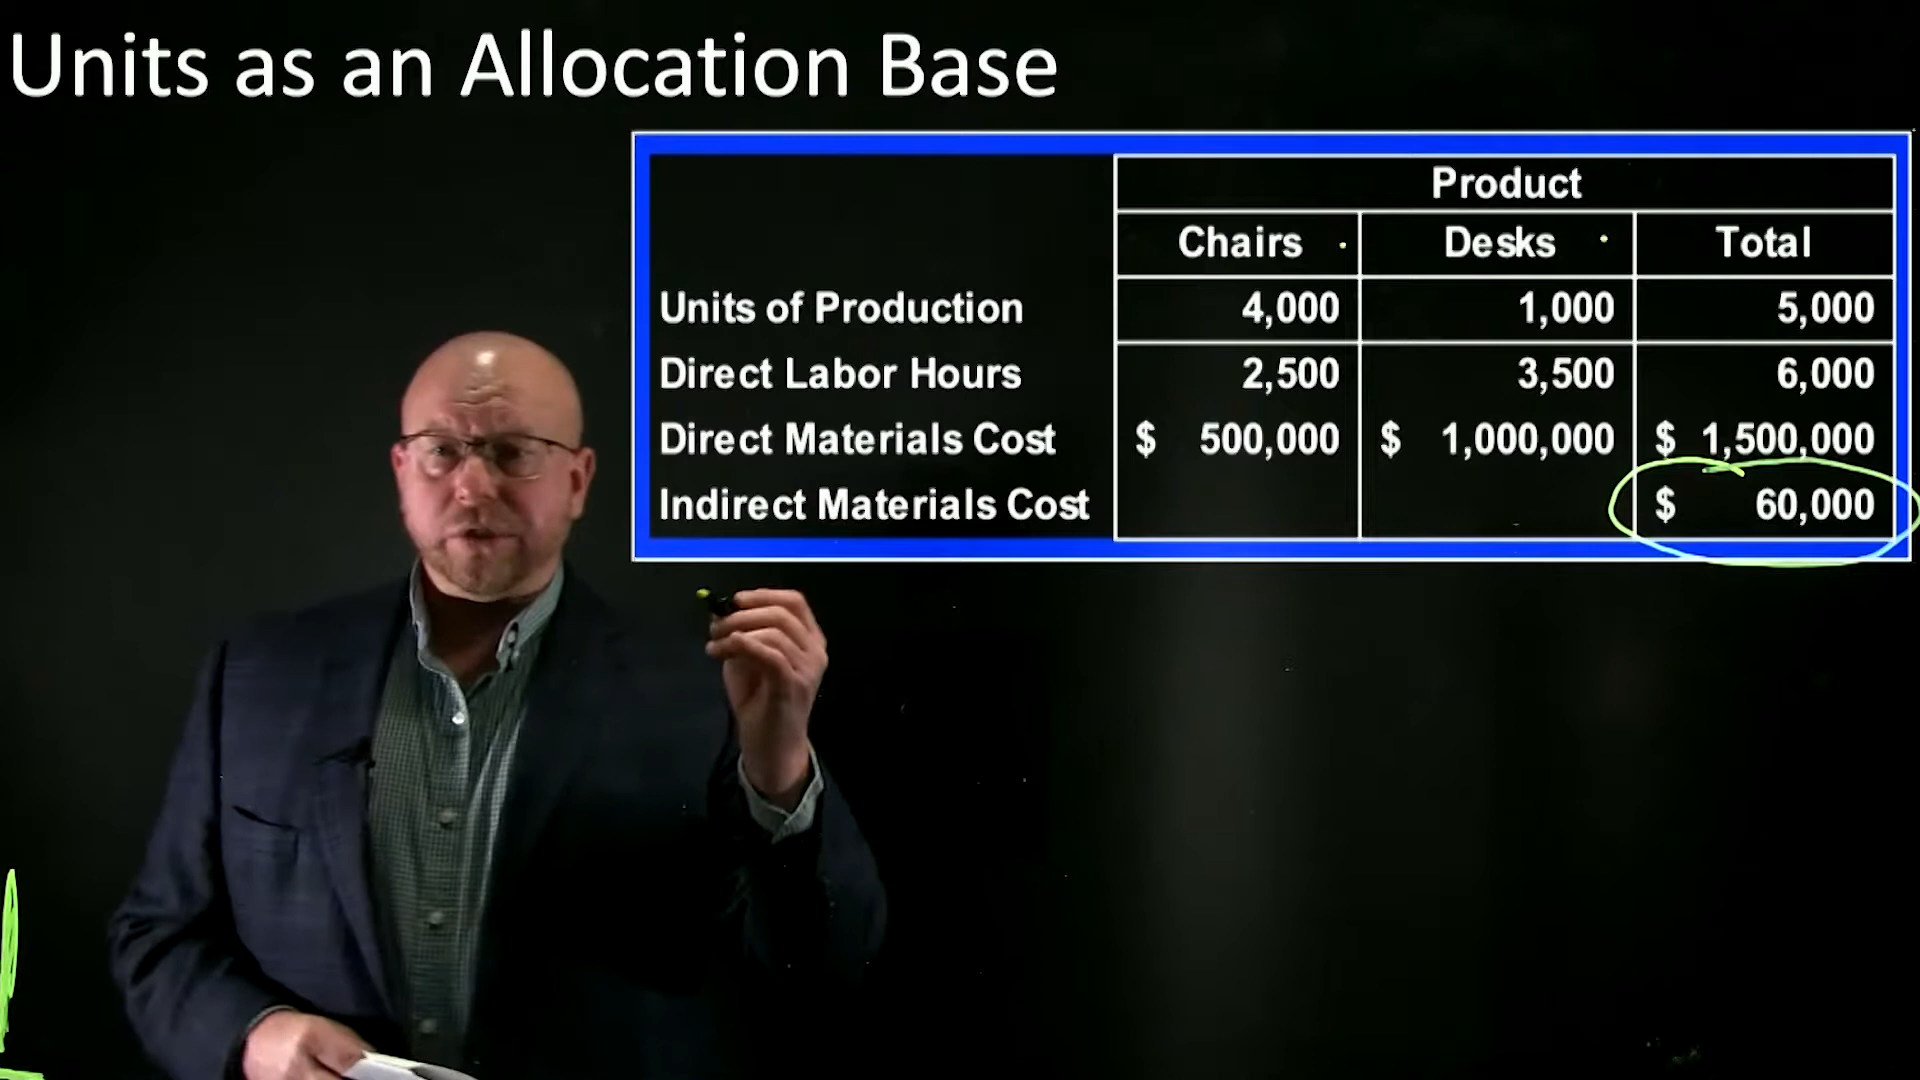 Units as an Allocation Base
Product
Chairs Desks Total
Units of Production 4,000 1,000 5,000
Direct Labor Hours 2,500 3,500 6,000
Direct Materials Cost $ 500,000 $ 1,000,000 $ 1,500,000
Indirect Materials Cost $ 60,000